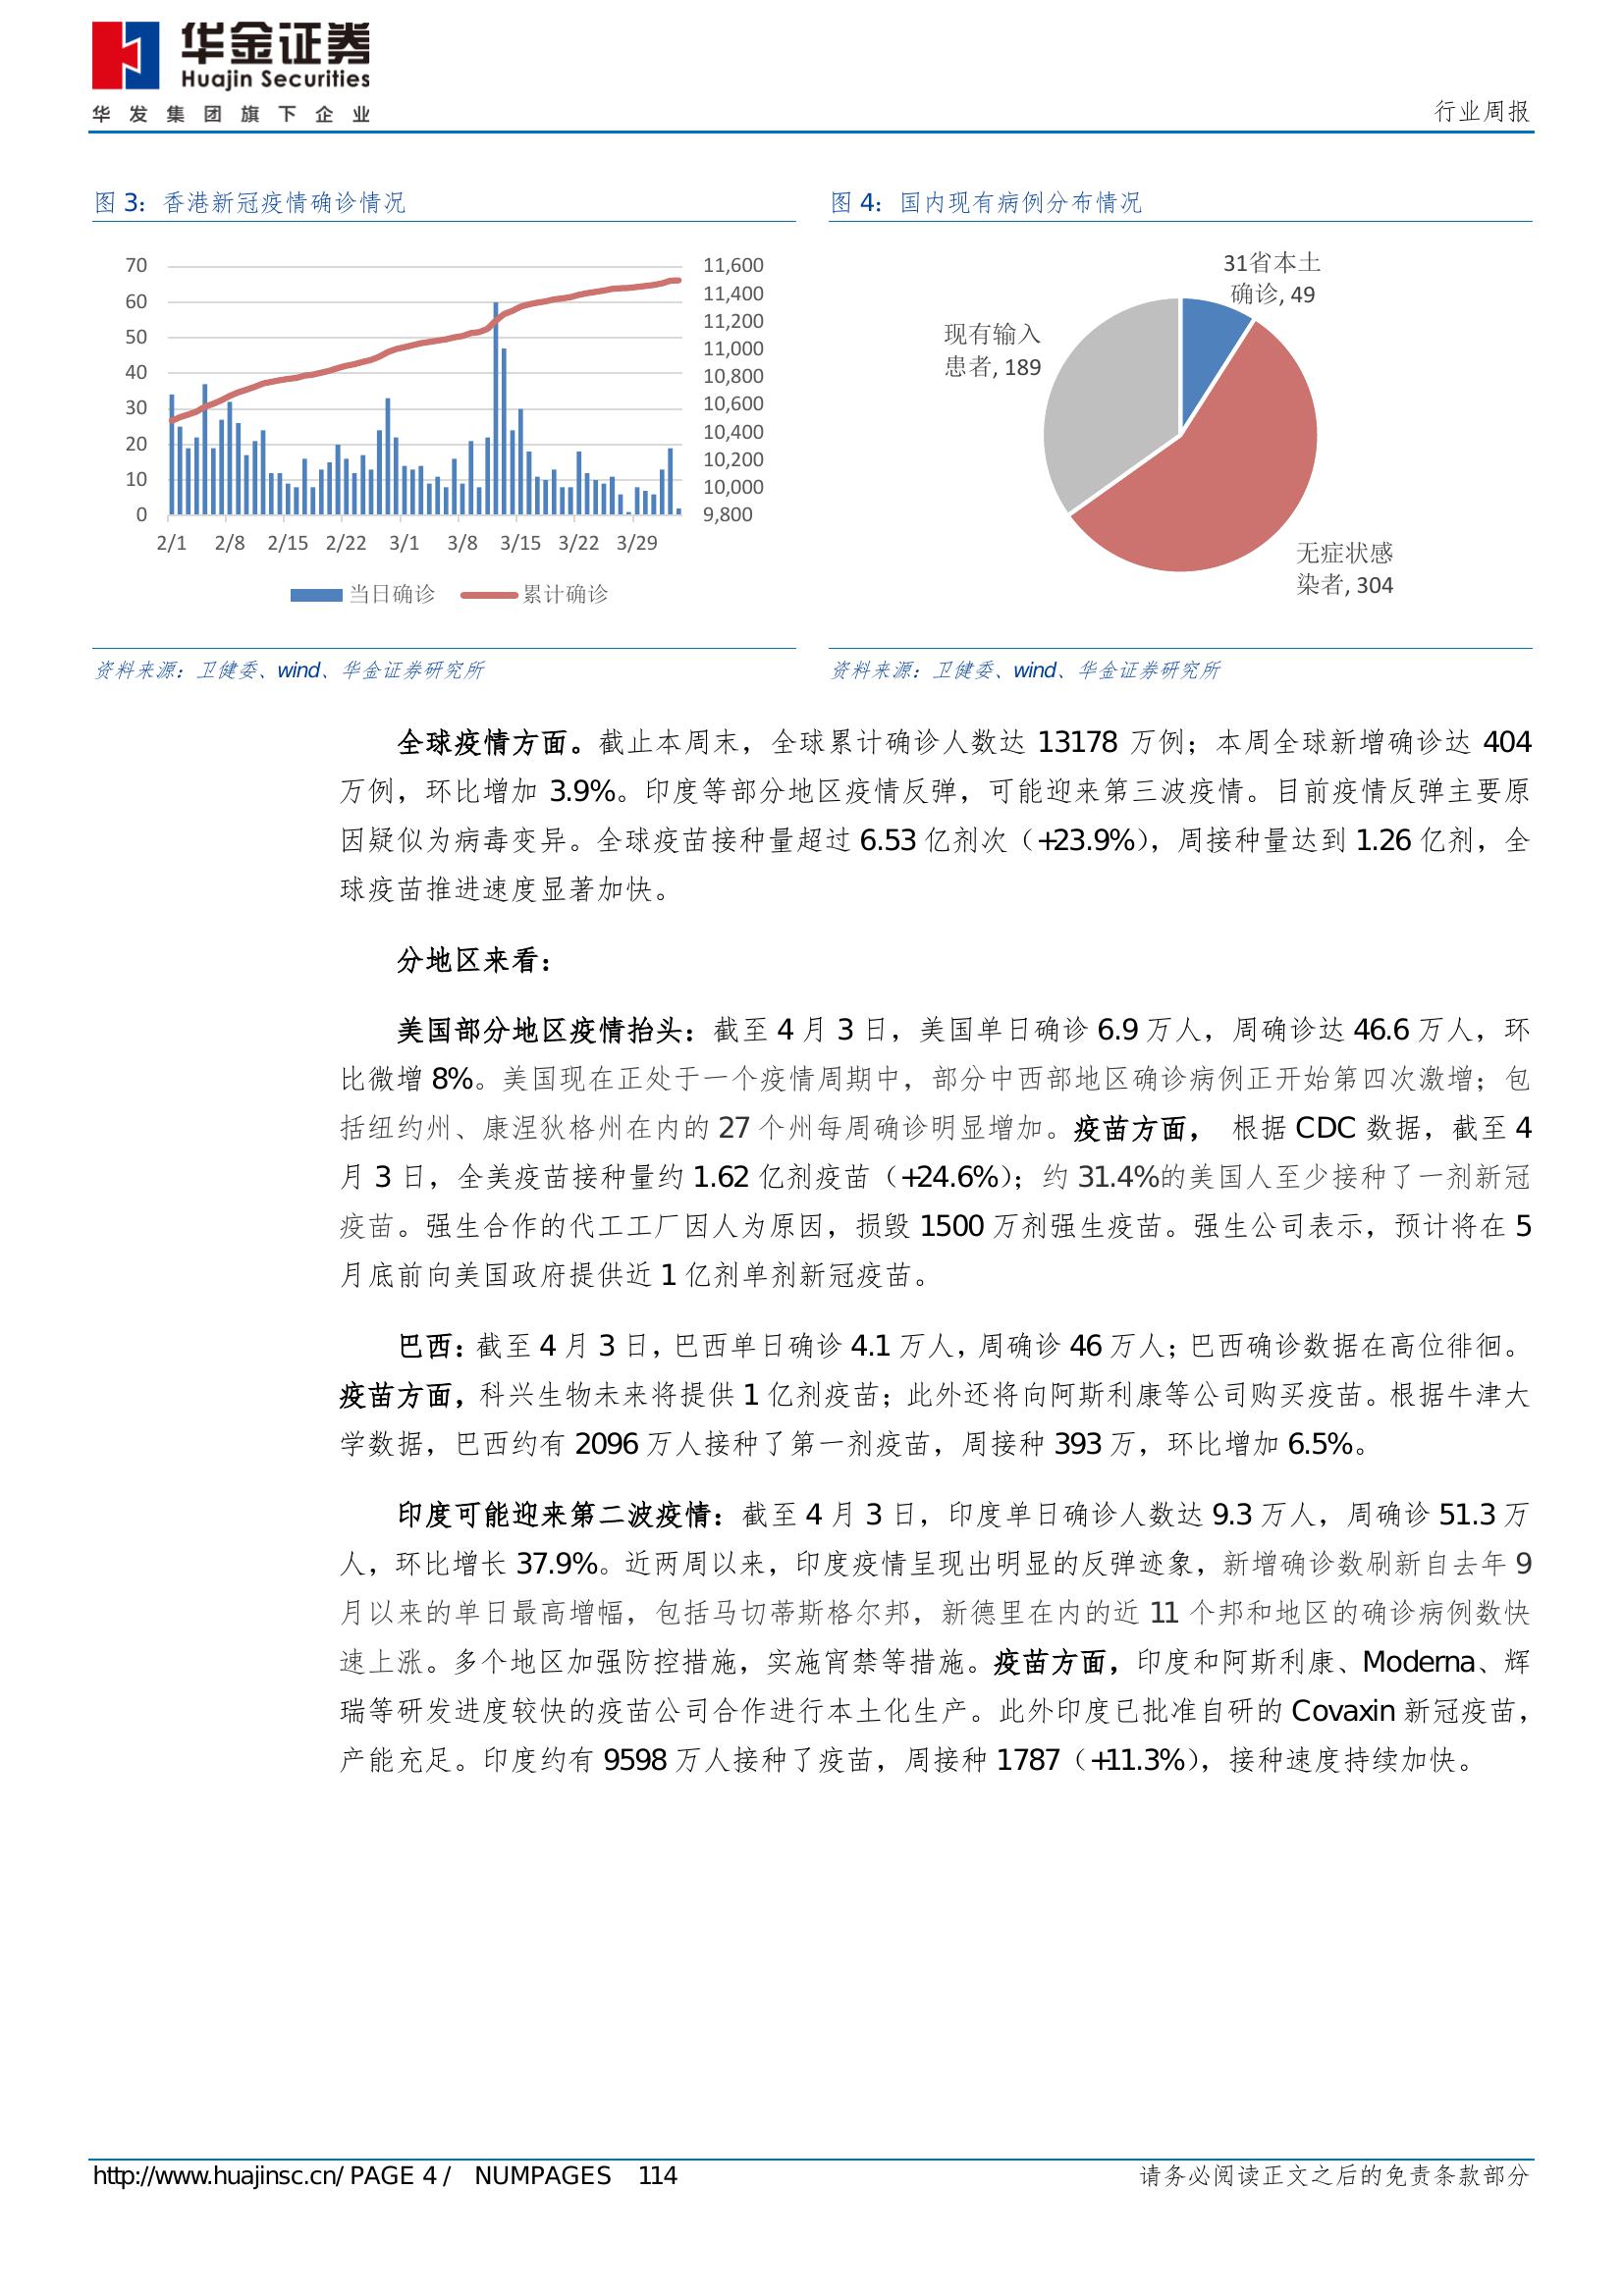 华金证券
Huajin Securities
华发集团旗下企业
行业周报
图 3：香港新冠疫情确诊情况
70
60
50
40
30
20
10
0
11,600
11,400
11,200
11,000
10,800
10,600
10,400
10,200
10,000
9,800
2/1 2/8 2/15 2/22 3/1 3/8 3/15 3/22 3/29
当日确诊 累计确诊
资料来源：卫健委、wind、华金证券研究所
图 4：国内现有病例分布情况
31省本土
确诊, 49
现有输入
患者, 189
无症状感
染者, 304
资料来源：卫健委、wind、华金证券研究所
全球疫情方面。截止本周末，全球累计确诊人数达 13178 万例；本周全球新增确诊达 404
万例，环比增加 3.9%。印度等部分地区疫情反弹，可能迎来第三波疫情。目前疫情反弹主要原
因疑似为病毒变异。全球疫苗接种量超过 6.53 亿剂次（+23.9%），周接种量达到 1.26 亿剂，全
球疫苗推进速度显著加快。
分地区来看：
美国部分地区疫情抬头：截至 4 月 3 日，美国单日确诊 6.9 万人，周确诊达 46.6 万人，环
比微增 8%。美国现在正处于一个疫情周期中，部分中西部地区确诊病例正开始第四次激增；包
括纽约州、康涅狄格州在内的 27 个州每周确诊明显增加。疫苗方面， 根据 CDC 数据，截至 4
月 3 日，全美疫苗接种量约 1.62 亿剂疫苗（+24.6%）；约 31.4%的美国人至少接种了一剂新冠
疫苗。强生合作的代工工厂因人为原因，损毁 1500 万剂强生疫苗。强生公司表示，预计将在 5
月底前向美国政府提供近 1 亿剂单剂新冠疫苗。
巴西：截至 4 月 3 日，巴西单日确诊 4.1 万人，周确诊 46 万人；巴西确诊数据在高位徘徊。
疫苗方面，科兴生物未来将提供 1 亿剂疫苗；此外还将向阿斯利康等公司购买疫苗。根据牛津大
学数据，巴西约有 2096 万人接种了第一剂疫苗，周接种 393 万，环比增加 6.5%。
印度可能迎来第二波疫情：截至 4 月 3 日，印度单日确诊人数达 9.3 万人，周确诊 51.3 万
人，环比增长 37.9%。近两周以来，印度疫情呈现出明显的反弹迹象，新增确诊数刷新自去年 9
月以来的单日最高增幅，包括马切蒂斯格尔邦，新德里在内的近 11 个邦和地区的确诊病例数快
速上涨。多个地区加强防控措施，实施宵禁等措施。疫苗方面，印度和阿斯利康、Moderna、辉
瑞等研发进度较快的疫苗公司合作进行本土化生产。此外印度已批准自研的 Covaxin 新冠疫苗，
产能充足。印度约有 9598 万人接种了疫苗，周接种 1787（+11.3%），接种速度持续加快。
http://www.huajinsc.cn/ PAGE 4 / NUMPAGES 114
请务必阅读正文之后的免责条款部分